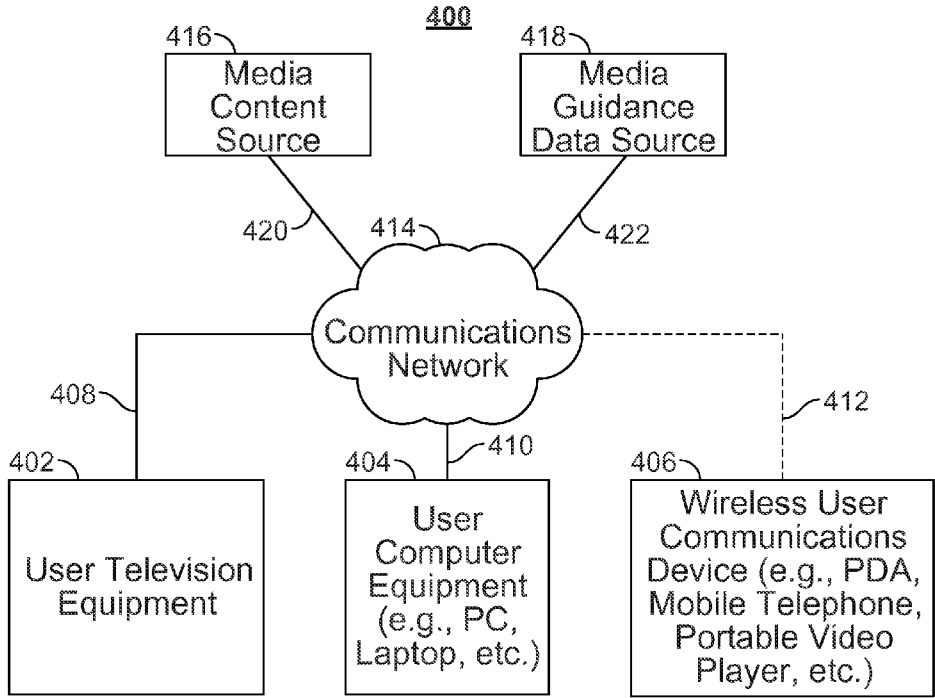 400
416
Media
Content
Source
418
Media
Guidance
Data Source
420
422
414
Communications
Network
408
410
412
402
User Television
Equipment
404
User
Computer
Equipment
(e.g., PC,
Laptop, etc.)
406
Wireless User
Communications
Device (e.g., PDA,
Mobile Telephone,
Portable Video
Player, etc.)